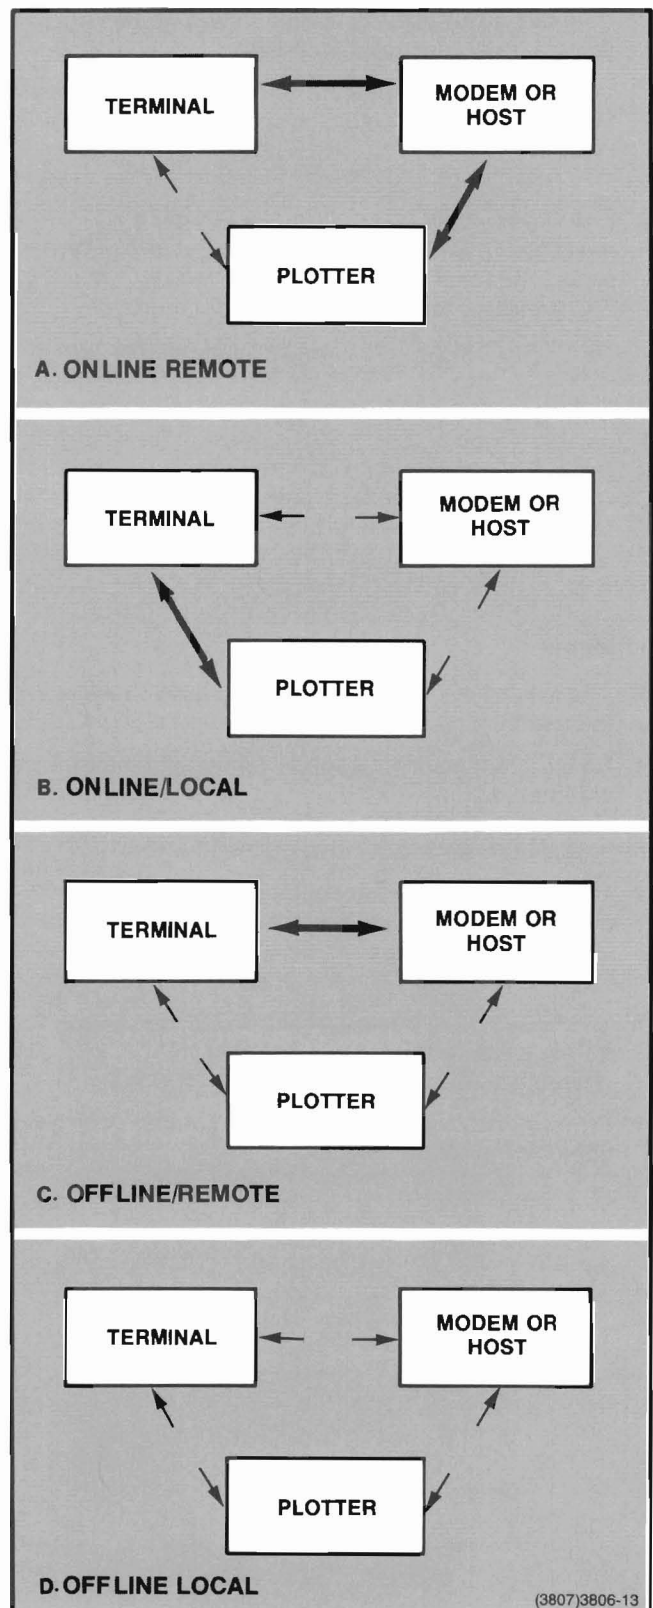 TERMINAL
MODEM OR
HOST
PLOTTER
A. ONLINE REMOTE
TERMINAL
MODEM OR
HOST
PLOTTER
B. ONLINE/LOCAL
TERMINAL
MODEM OR
HOST
PLOTTER
C. OFFLINE/REMOTE
TERMINAL
MODEM OR
HOST
PLOTTER
D. OFFLINE LOCAL
(3807)3806-13